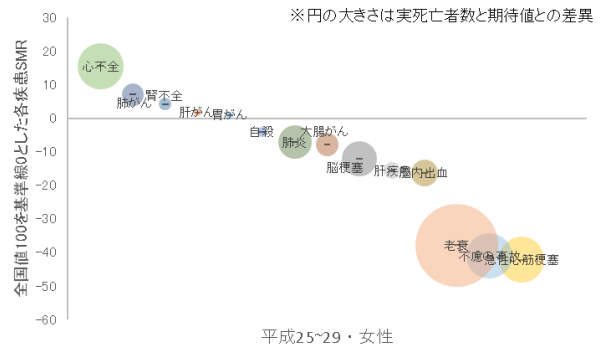 ※円の大きさは実死亡者数と期待値との差異
全国値100を基準線0とした各疾患SMR
30
20
10
0
-10
-20
-30
-40
-50
-60
心不全
肺がん
腎不全
肝がん
胃がん
自殺
肺炎
大腸がん
脳梗塞
肝疾患
脳内出血
老衰
不慮の事故
急性心筋梗塞
平成25~29・女性